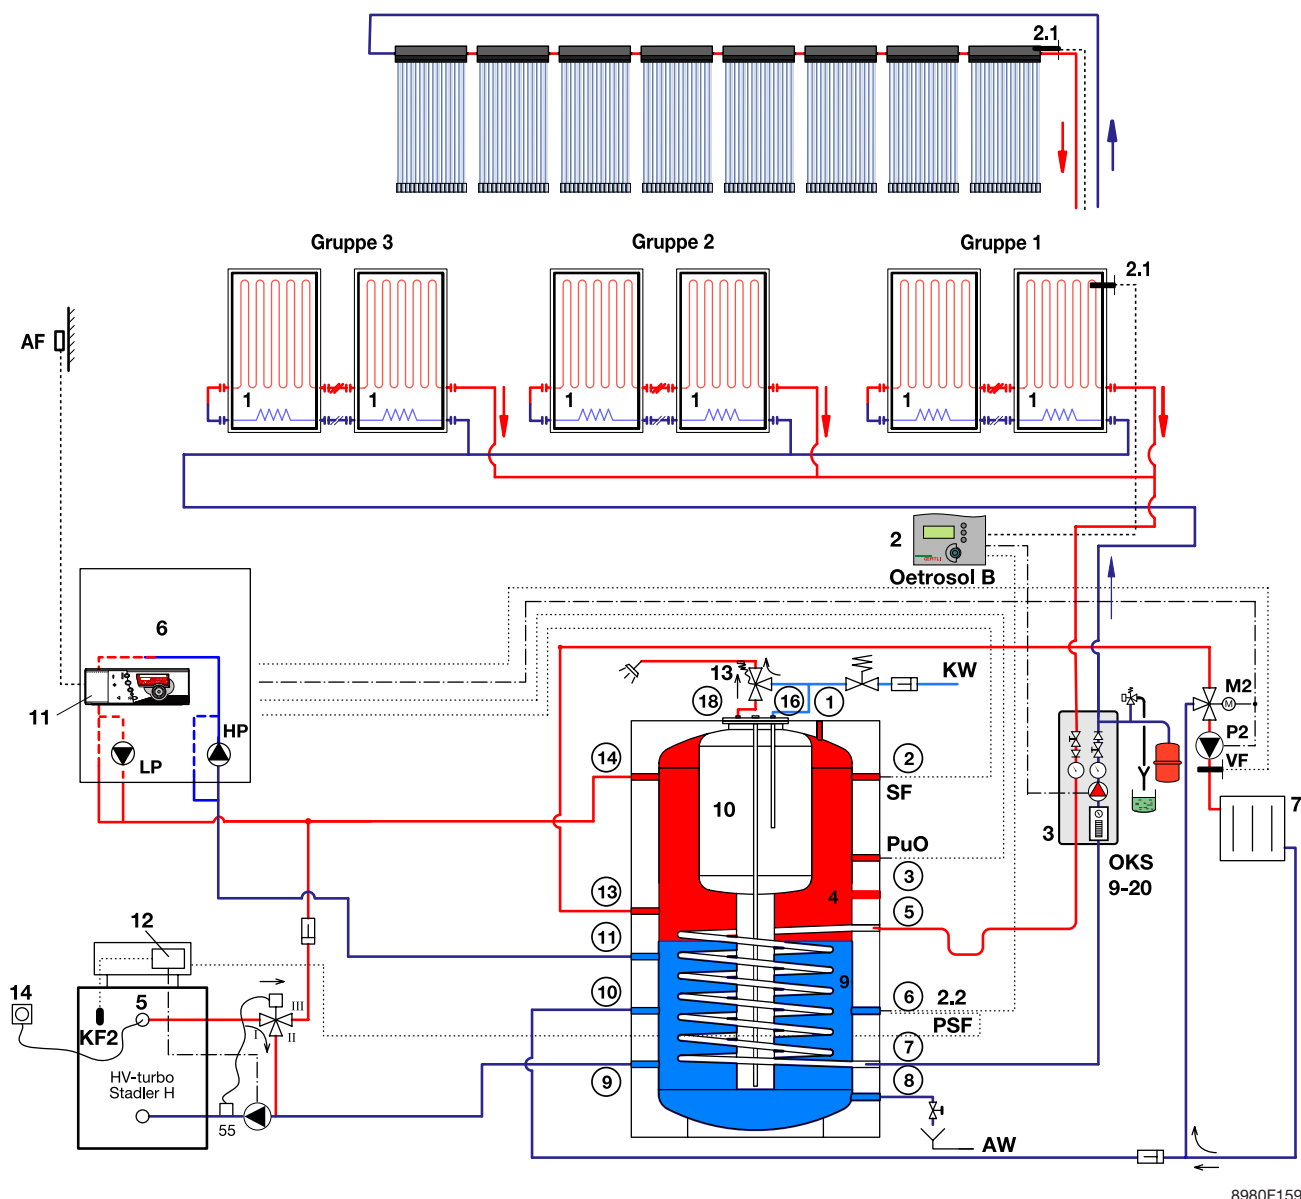 2.1
Gruppe 3
Gruppe 2
Gruppe 1
2.1
AF
1
1
1
1
1
1
2
OERTLI
Oetrosol B
6
11
HP
LP
13
KW
18
16
1
M2
M
P2
VF
14
2
SF
10
PuO
3
7
3
OKS
9-20
13
4
5
11
12
9
14
5
10
6
2.2
PSF
KF2
III
I
II
7
HV-turbo
Stadler H
9
8
55
AW
8980F159